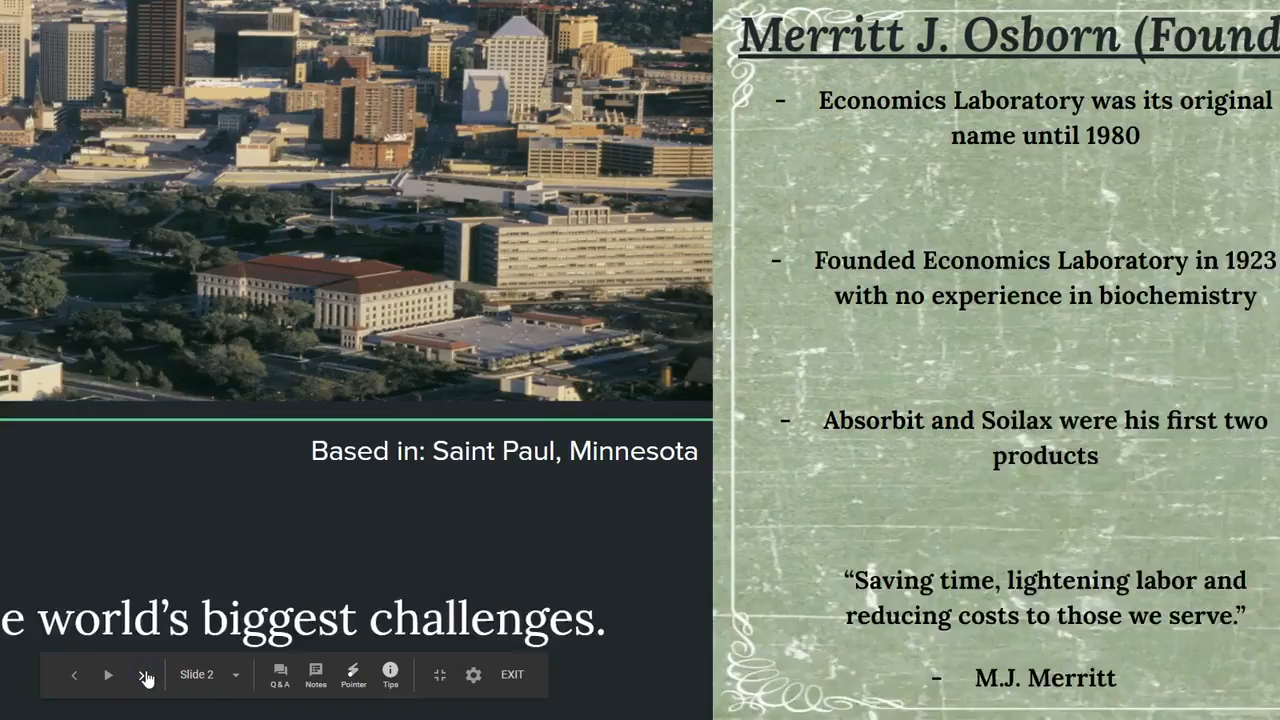 Based in: Saint Paul, Minnesota
e world’s biggest challenges.
Slide 2
Q & A
Notes
Pointer
Tips
EXIT
Merritt J. Osborn (Found
- Economics Laboratory was its original
name until 1980
- Founded Economics Laboratory in 1923
with no experience in biochemistry
- Absorbit and Soilax were his first two
products
“Saving time, lightening labor and
reducing costs to those we serve.”
- M.J. Merritt